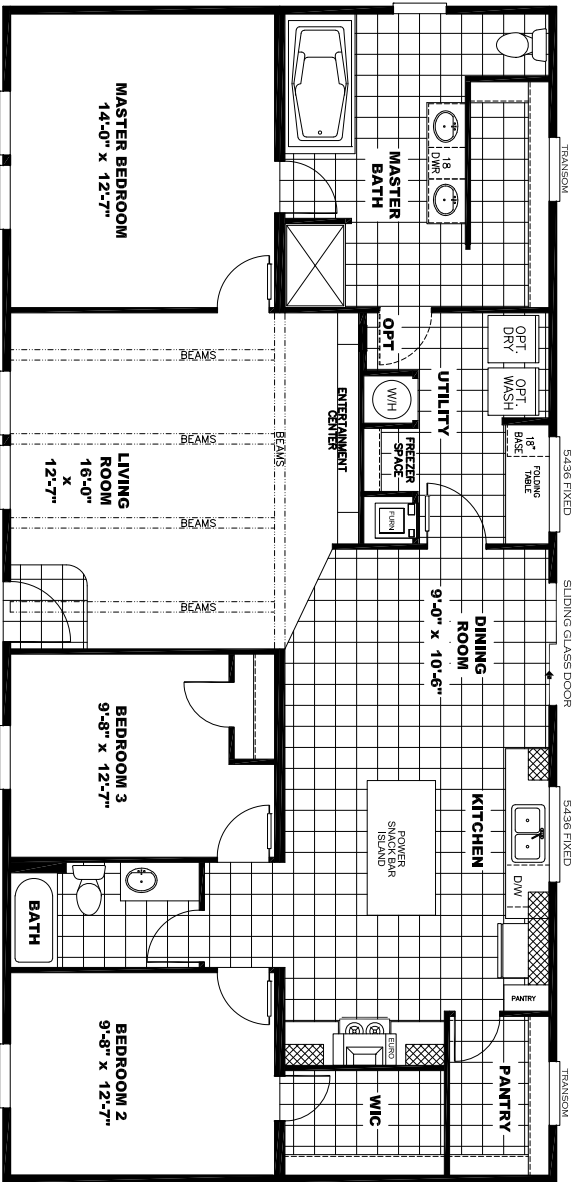 TRANSOM
5436 FIXED
SLIDING GLASS DOOR
5436 FIXED
TRANSOM
MASTER BEDROOM
14'-0" x 12'-7"
MASTER
BATH
18
DWR
OPT
UTILITY
OPT.
DRY
OPT.
WASH
W/H
FREEZER
SPACE
FURN
18"
BASE
FOLDING
TABLE
ENTERTAINMENT
CENTER
BEAMS
BEAMS
BEAMS
BEAMS
BEAMS
LIVING
ROOM
16'-0"
x
12'-7"
DINING
ROOM
9'-0" x 10'-6"
KITCHEN
POWER
SNACK BAR
ISLAND
D/W
PANTRY
EURO
PANTRY
WIC
BEDROOM 3
9'-8" x 12'-7"
BATH
BEDROOM 2
9'-8" x 12'-7"